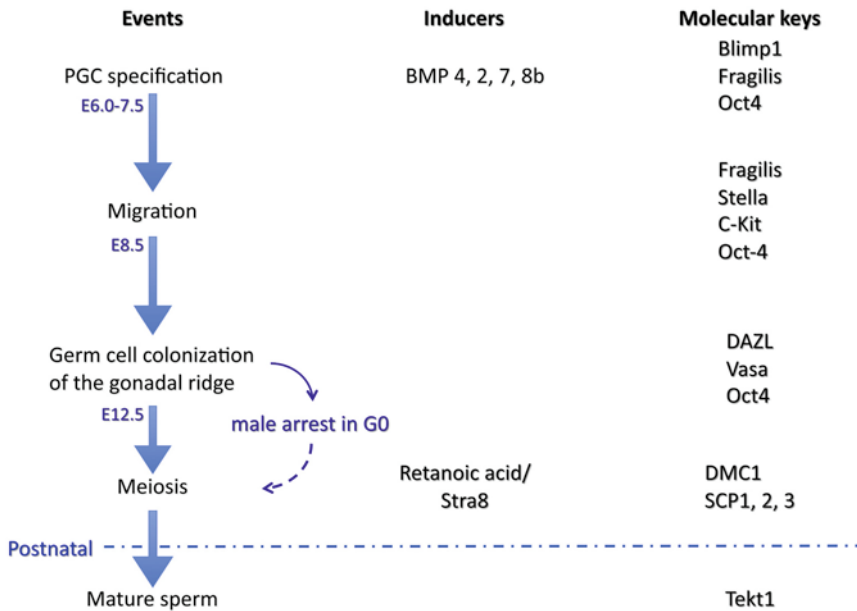 Events Inducers Molecular keys
Blimp1
PGC specification BMP 4, 2, 7, 8b Fragilis
E6.0-7.5 Oct4
Fragilis
Stella
Migration C-Kit
E8.5 Oct-4
Germ cell colonization DAZL
of the gonadal ridge Vasa
Oct4
E12.5
male arrest in G0
Meiosis Retanoic acid/ DMC1
Stra8 SCP1, 2, 3
Postnatal
Mature sperm Tekt1